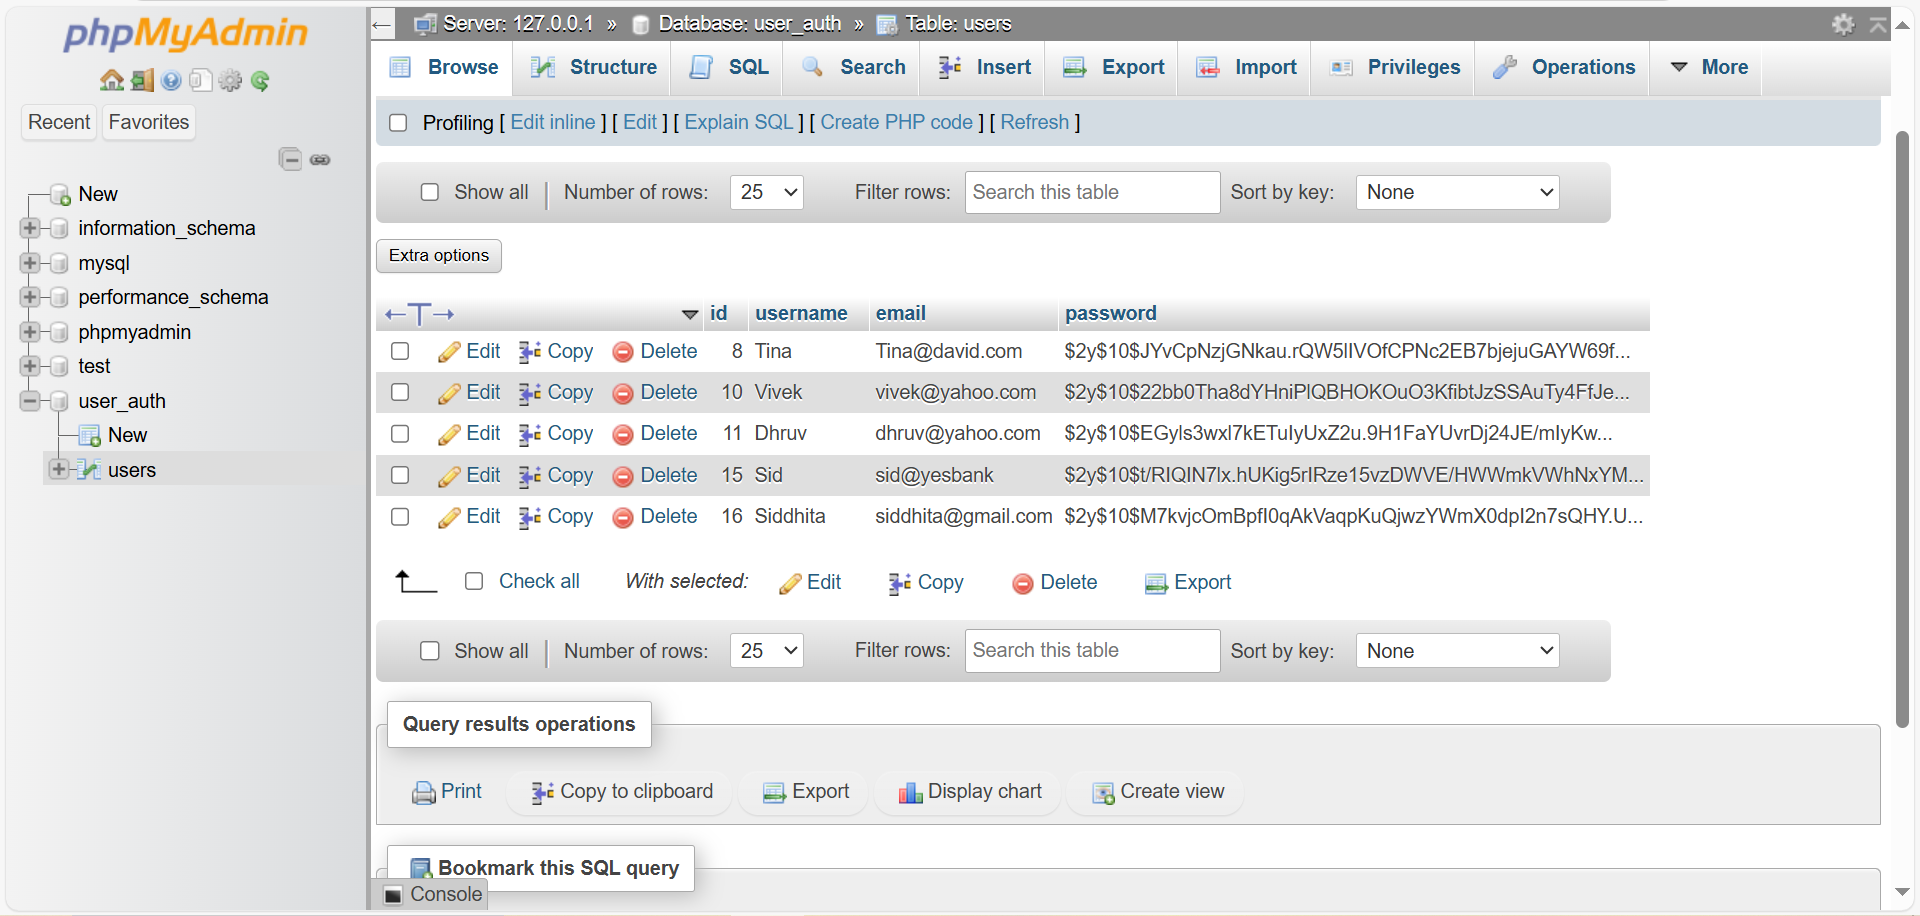 phpMyAdmin
Recent Favorites
New
information_schema
mysql
performance_schema
phpmyadmin
test
user_auth
New
users
Server: 127.0.0.1 » Database: user_auth » Table: users
Browse Structure SQL Search Insert Export Import Privileges Operations More
Profiling [ Edit inline ] [ Edit ] [ Explain SQL ] [ Create PHP code ] [ Refresh ]
Show all Number of rows: 25 Filter rows: Search this table Sort by key: None
Extra options
id username email password
Edit Copy Delete 8 Tina Tina@david.com $2y$10$JYvCpNzjGNkau.rQW5lIVOfCPNc2EB7bjejuGAYW69f...
Edit Copy Delete 10 Vivek vivek@yahoo.com $2y$10$22bb0Tha8dYHniPlQBHOKOuO3KfibtJzSSAuTy4FfJe...
Edit Copy Delete 11 Dhruv dhruv@yahoo.com $2y$10$EGyls3wxl7kETuIyUxZ2u.9H1FaYUvrDj24JE/mIyKw...
Edit Copy Delete 15 Sid sid@yesbank $2y$10$t/RIQIN7lx.hUKig5rIRze15vzDWVE/HWWmkVWhNxYM...
Edit Copy Delete 16 Siddhita siddhita@gmail.com $2y$10$M7kvjcOmBpfI0qAkVaqpKuQjwzYWmX0dpI2n7sQHY.U...
Check all With selected: Edit Copy Delete Export
Show all Number of rows: 25 Filter rows: Search this table Sort by key: None
Query results operations
Print Copy to clipboard Export Display chart Create view
Bookmark this SQL query
Console